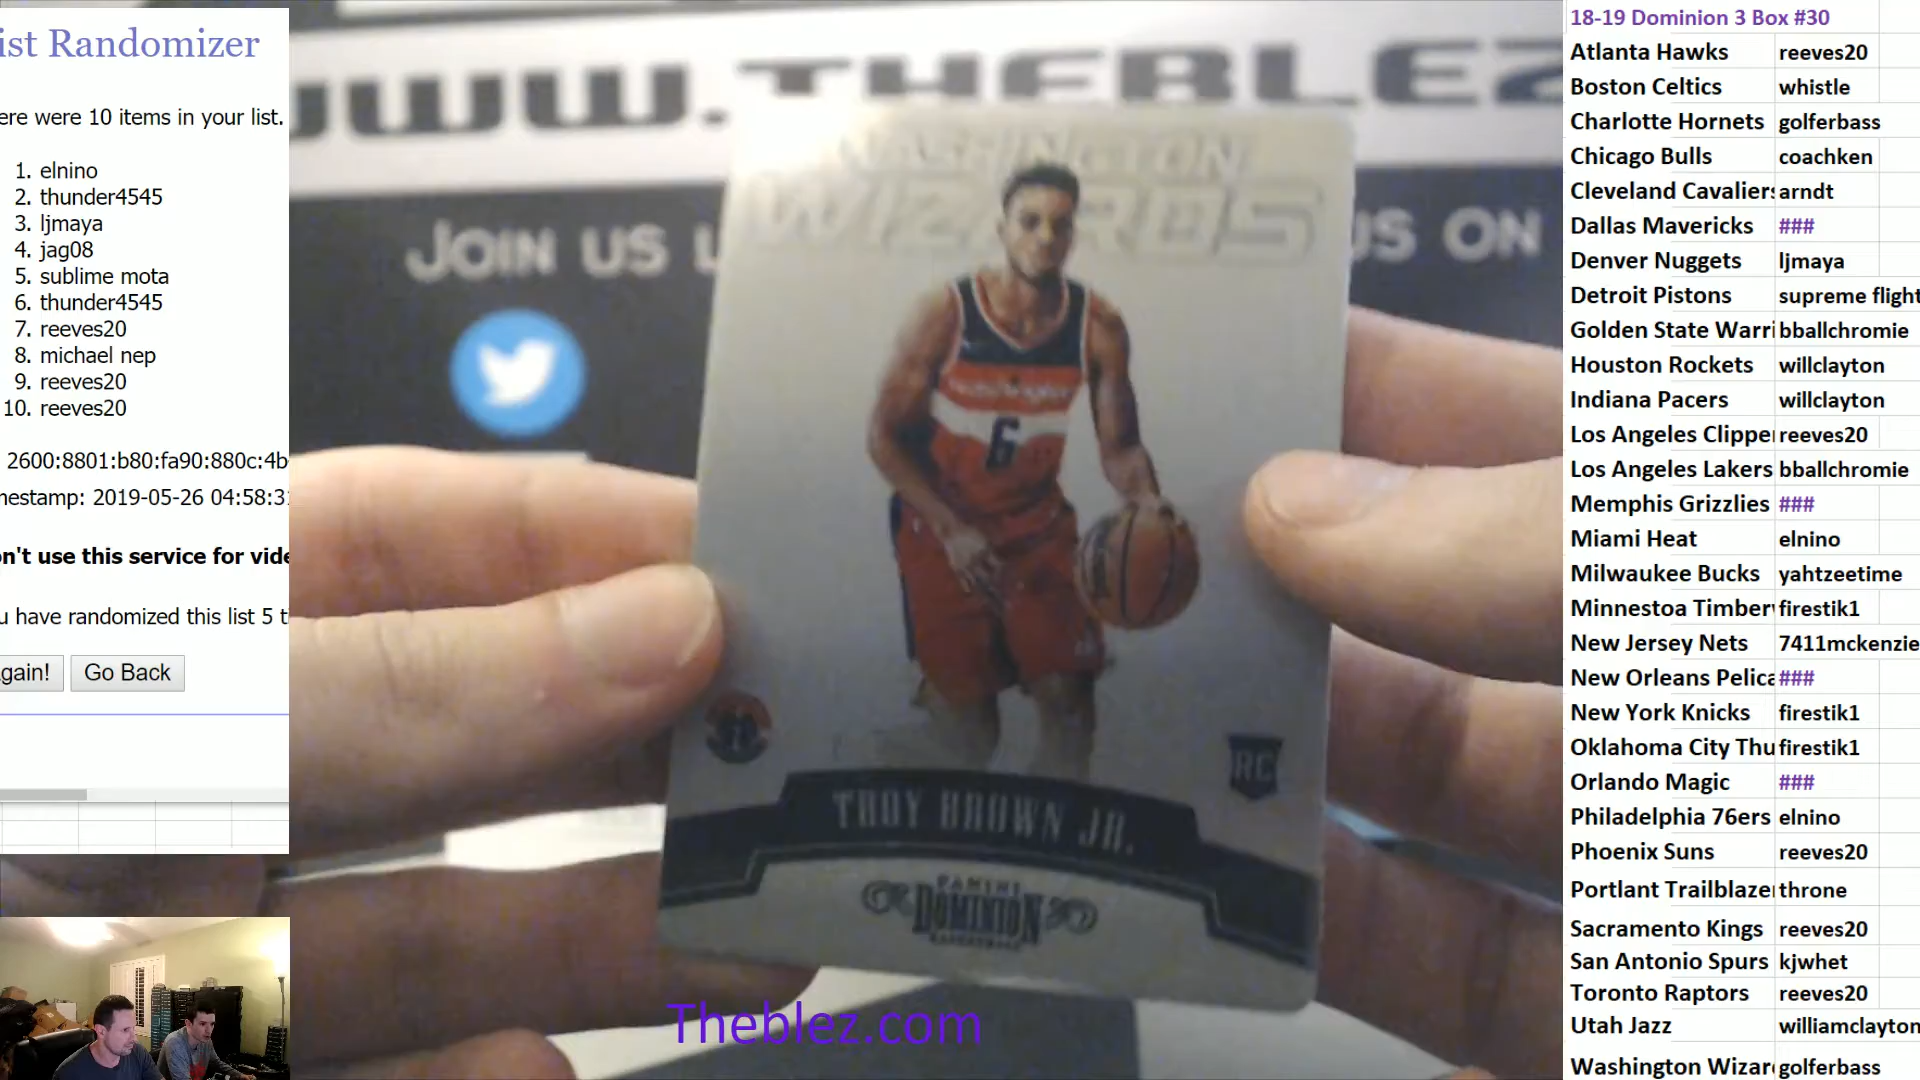 ist Randomizer
ere were 10 items in your list.
1. elnino
2. thunder4545
3. ljmaya
4. jag08
5. sublime mota
6. thunder4545
7. reeves20
8. michael nep
9. reeves20
10. reeves20
2600:8801:b80:fa90:880c:4b
nestamp: 2019-05-26 04:58:3
on't use this service for vide
u have randomized this list 5 t
gain!
Go Back
WWW.THEBLEZ
JOIN US
US ON
WASHINGTON
WIZARDS
Washington
6
RC
TROY BROWN JR.
PANINI
DOMINION
BASKETBALL
Theblez.com
18-19 Dominion 3 Box #30
Atlanta Hawks reeves20
Boston Celtics whistle
Charlotte Hornets golferbass
Chicago Bulls coachken
Cleveland Cavaliers arndt
Dallas Mavericks ###
Denver Nuggets ljmaya
Detroit Pistons supreme flight
Golden State Warri bballchromie
Houston Rockets willclayton
Indiana Pacers willclayton
Los Angeles Clipper reeves20
Los Angeles Lakers bballchromie
Memphis Grizzlies ###
Miami Heat elnino
Milwaukee Bucks yahtzeetime
Minnestoa Timberw firestik1
New Jersey Nets 7411mckenzie
New Orleans Pelica ###
New York Knicks firestik1
Oklahoma City Thu firestik1
Orlando Magic ###
Philadelphia 76ers elnino
Phoenix Suns reeves20
Portlant Trailblazer throne
Sacramento Kings reeves20
San Antonio Spurs kjwhet
Toronto Raptors reeves20
Utah Jazz williamclayton
Washington Wizar golferbass